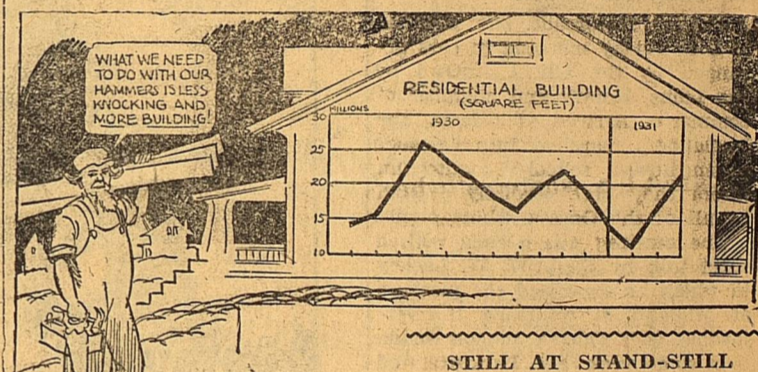 WHAT WE NEED
TO DO WITH OUR
HAMMERS IS LESS
KNOCKING AND
MORE BUILDING!
RESIDENTIAL BUILDING
(SQUARE FEET)
MILLIONS
30
1930
1931
25
20
15
10
STILL AT STAND-STILL